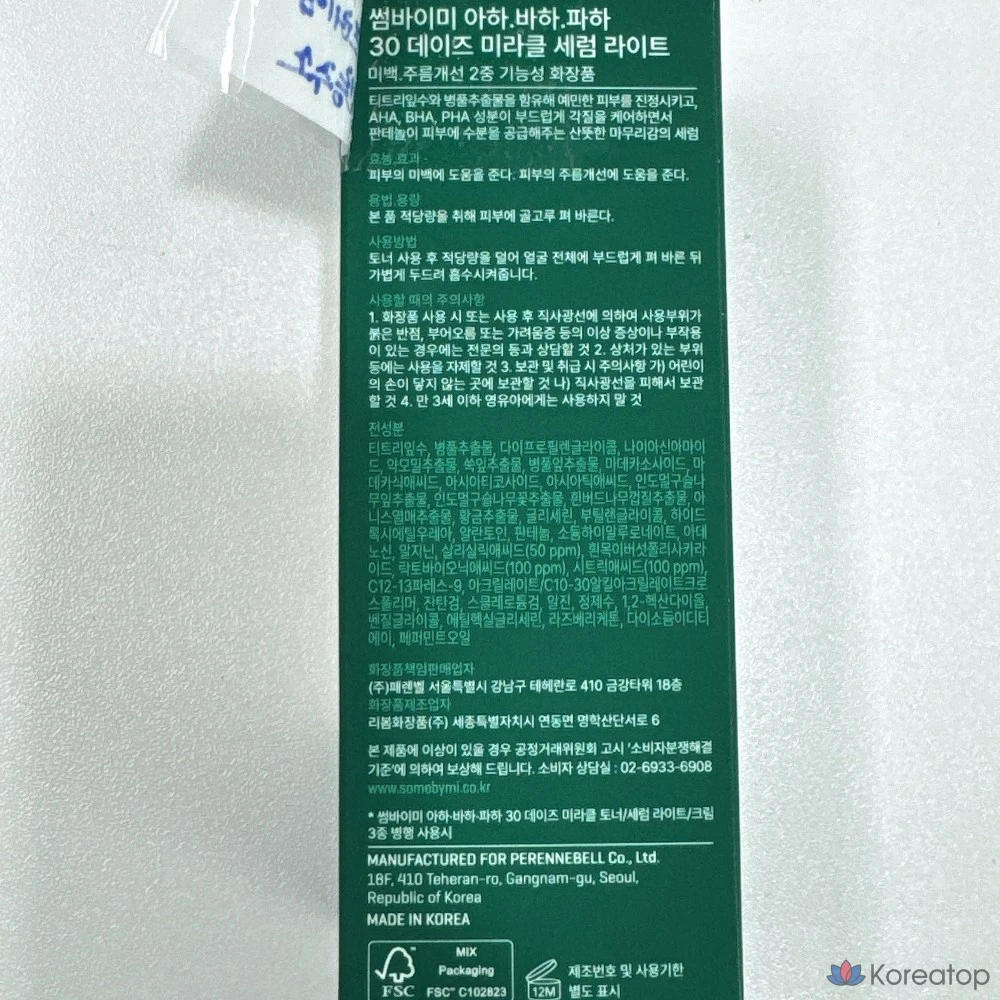 썸바이미 아하.바하.파하
30 데이즈 미라클 세럼 라이트
미백.주름개선 2중 기능성 화장품
티트리잎수와 병풀추출물을 함유해 예민한 피부를 진정시키고,
AHA, BHA, PHA 성분이 부드럽게 각질을 케어하면서
판테놀이 피부에 수분을 공급해주는 산뜻한 마무리감의 세럼
효능.효과
피부의 미백에 도움을 준다. 피부의 주름개선에 도움을 준다.
용법.용량
본 품 적당량을 취해 피부에 골고루 펴 바른다.
사용방법
토너 사용 후 적당량을 덜어 얼굴 전체에 부드럽게 펴 바른 뒤
가볍게 두드려 흡수시켜줍니다.
사용할 때의 주의사항
1. 화장품 사용 시 또는 사용 후 직사광선에 의하여 사용부위가
붉은 반점, 부어오름 또는 가려움증 등의 이상 증상이나 부작용
이 있는 경우에는 전문의 등과 상담할 것 2. 상처가 있는 부위
등에는 사용을 자제할 것 3. 보관 및 취급 시 주의사항 가) 어린이
의 손이 닿지 않는 곳에 보관할 것 나) 직사광선을 피해서 보관
할 것 4. 만 3세 이하 영유아에게는 사용하지 말 것
전성분
티트리잎수, 병풀추출물, 다이프로필렌글라이콜, 나이아신아마이
드, 약모밀추출물, 쑥잎추출물, 병풀잎추출물, 마데카소사이드, 마
데카식애씨드, 아시아티코사이드, 아시아틱애씨드, 인도멀구슬나
무잎추출물, 인도멀구슬나무꽃추출물, 흰버드나무껍질추출물, 아
니스열매추출물, 황금추출물, 글리세린, 부틸렌글라이콜, 하이드
록시에틸우레아, 알란토인, 판테놀, 소듐하이알루로네이트, 아데
노신, 알지닌, 살리실릭애씨드(50 ppm), 흰목이버섯폴리사카라
이드, 락토바이오닉애씨드(100 ppm), 시트릭애씨드(100 ppm),
C12-13파레스-9, 아크릴레이트/C10-30알킬아크릴레이트크로
스폴리머, 잔탄검, 스클레로튬검, 알진, 정제수, 1,2-헥산다이올,
벤질글라이콜, 에틸헥실글리세린, 라즈베리케톤, 다이소듐이디티
에이, 페퍼민트오일
화장품책임판매업자
(주)페렌벨 서울특별시 강남구 테헤란로 410 금강타워 18층
화장품제조업자
리봄화장품(주) 세종특별자치시 연동면 명학산단서로 6
본 제품에 이상이 있을 경우 공정거래위원회 고시 '소비자분쟁해결
기준'에 의하여 보상해 드립니다. 소비자 상담실 : 02-6933-6908
www.somebymi.co.kr
* 썸바이미 아하·바하·파하 30 데이즈 미라클 토너/세럼 라이트/크림
3종 병행 사용시
MANUFACTURED FOR PERENNEBELL Co., Ltd.
18F, 410 Teheran-ro, Gangnam-gu, Seoul,
Republic of Korea
MADE IN KOREA
FSC
MIX
Packaging
FSC™ C102823
12M
제조번호 및 사용기한
별도 표시
Koreatop